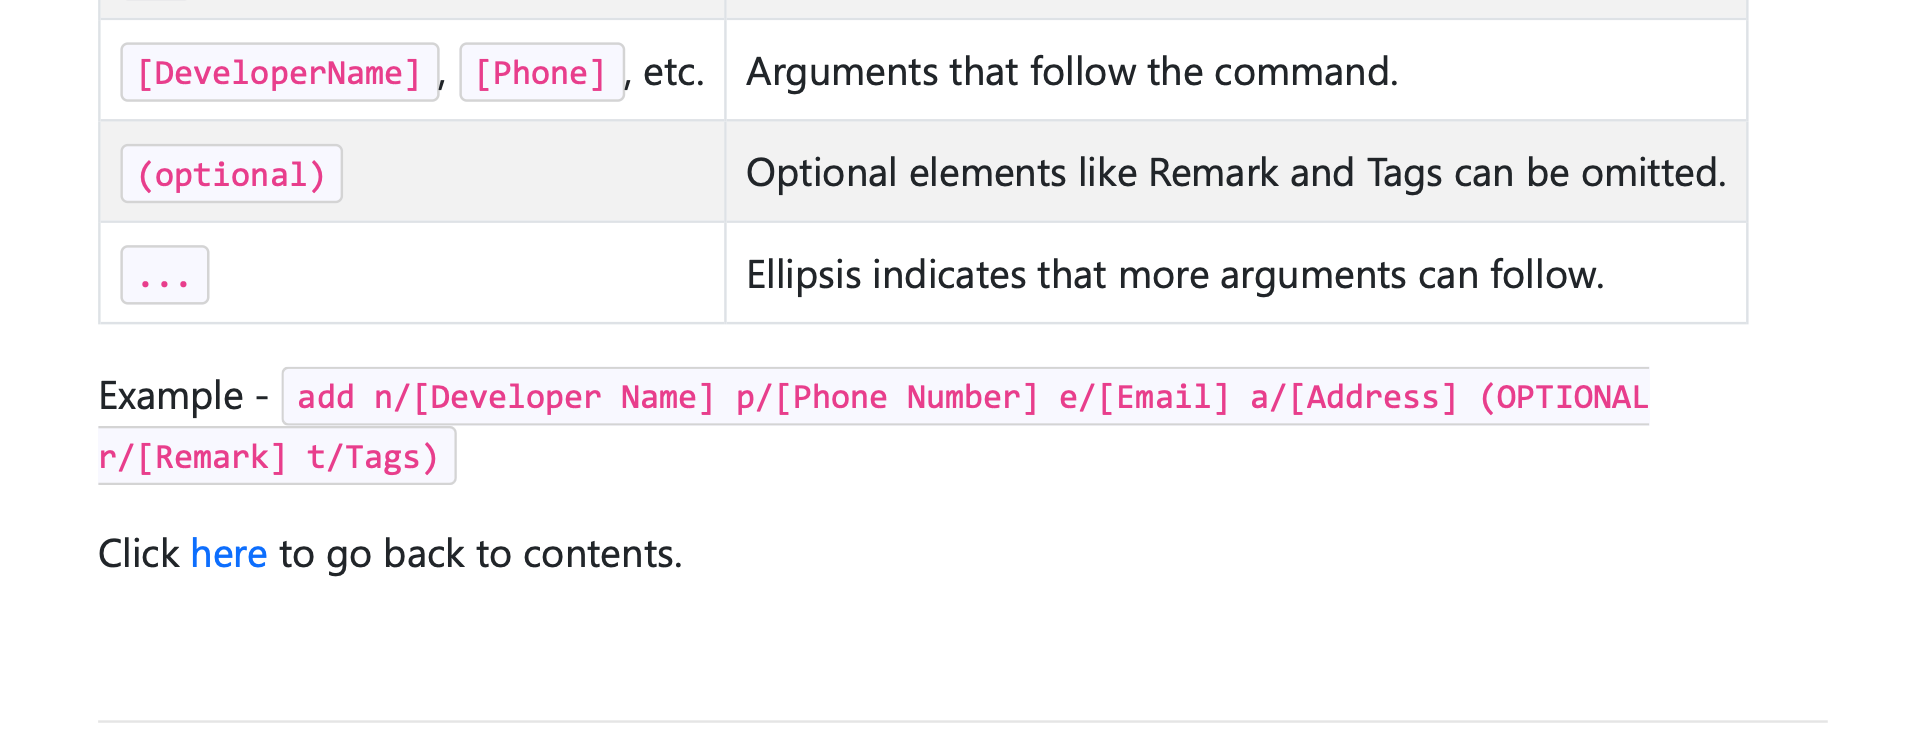 [DeveloperName], [Phone], etc. Arguments that follow the command.
(optional) Optional elements like Remark and Tags can be omitted.
... Ellipsis indicates that more arguments can follow.
Example - add n/[Developer Name] p/[Phone Number] e/[Email] a/[Address] (OPTIONAL
r/[Remark] t/Tags)
Click here to go back to contents.